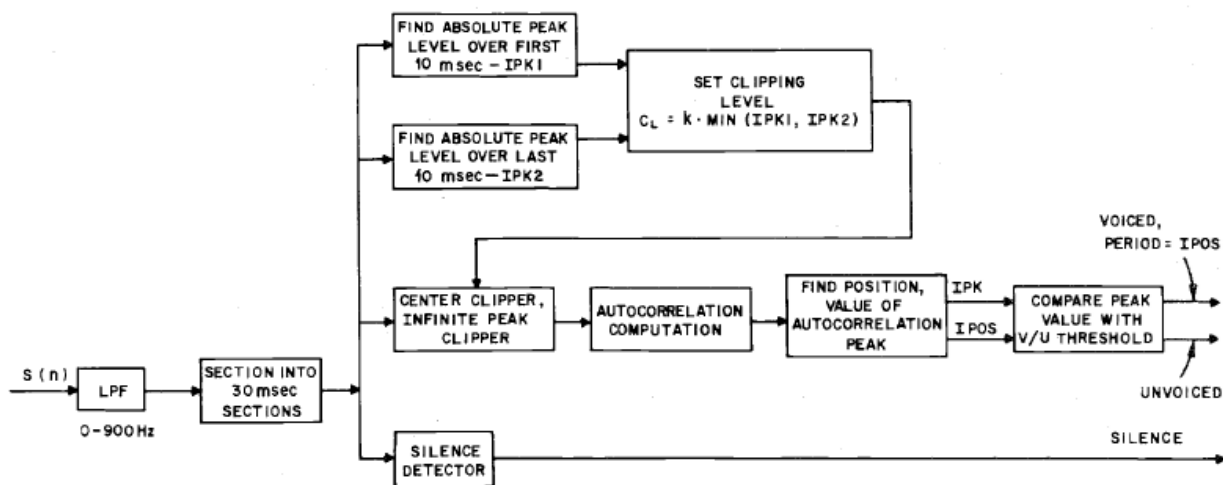 FIND ABSOLUTE PEAK
LEVEL OVER FIRST
10 msec – IPK1
SET CLIPPING
LEVEL
CL = k · MIN (IPK1, IPK2)
FIND ABSOLUTE PEAK
LEVEL OVER LAST
10 msec – IPK2
VOICED,
PERIOD = IPOS
CENTER CLIPPER,
INFINITE PEAK
CLIPPER
AUTOCORRELATION
COMPUTATION
FIND POSITION,
VALUE OF
AUTOCORRELATION
PEAK
IPK
IPOS
COMPARE PEAK
VALUE WITH
V/U THRESHOLD
UNVOICED
S(n)
LPF
0-900Hz
SECTION INTO
30 msec
SECTIONS
SILENCE
DETECTOR
SILENCE